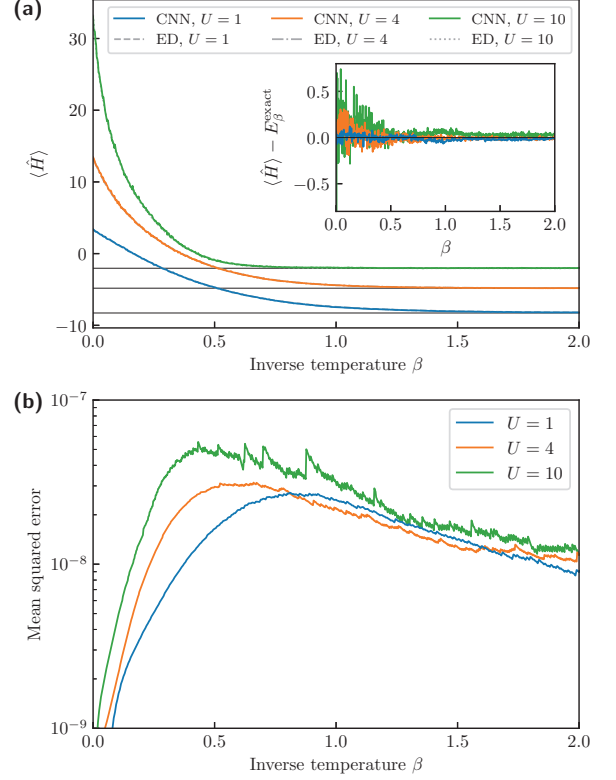 (a)
CNN, U = 1
CNN, U = 4
CNN, U = 10
ED, U = 1
ED, U = 4
ED, U = 10
30
20
10
0
−10
⟨Ĥ⟩
0.5
0.0
−0.5
⟨Ĥ⟩ − E_β^exact
0.0 0.5 1.0 1.5 2.0
β
0.0 0.5 1.0 1.5 2.0
Inverse temperature β
(b)
U = 1
U = 4
U = 10
10⁻⁷
10⁻⁸
10⁻⁹
Mean squared error
0.0 0.5 1.0 1.5 2.0
Inverse temperature β